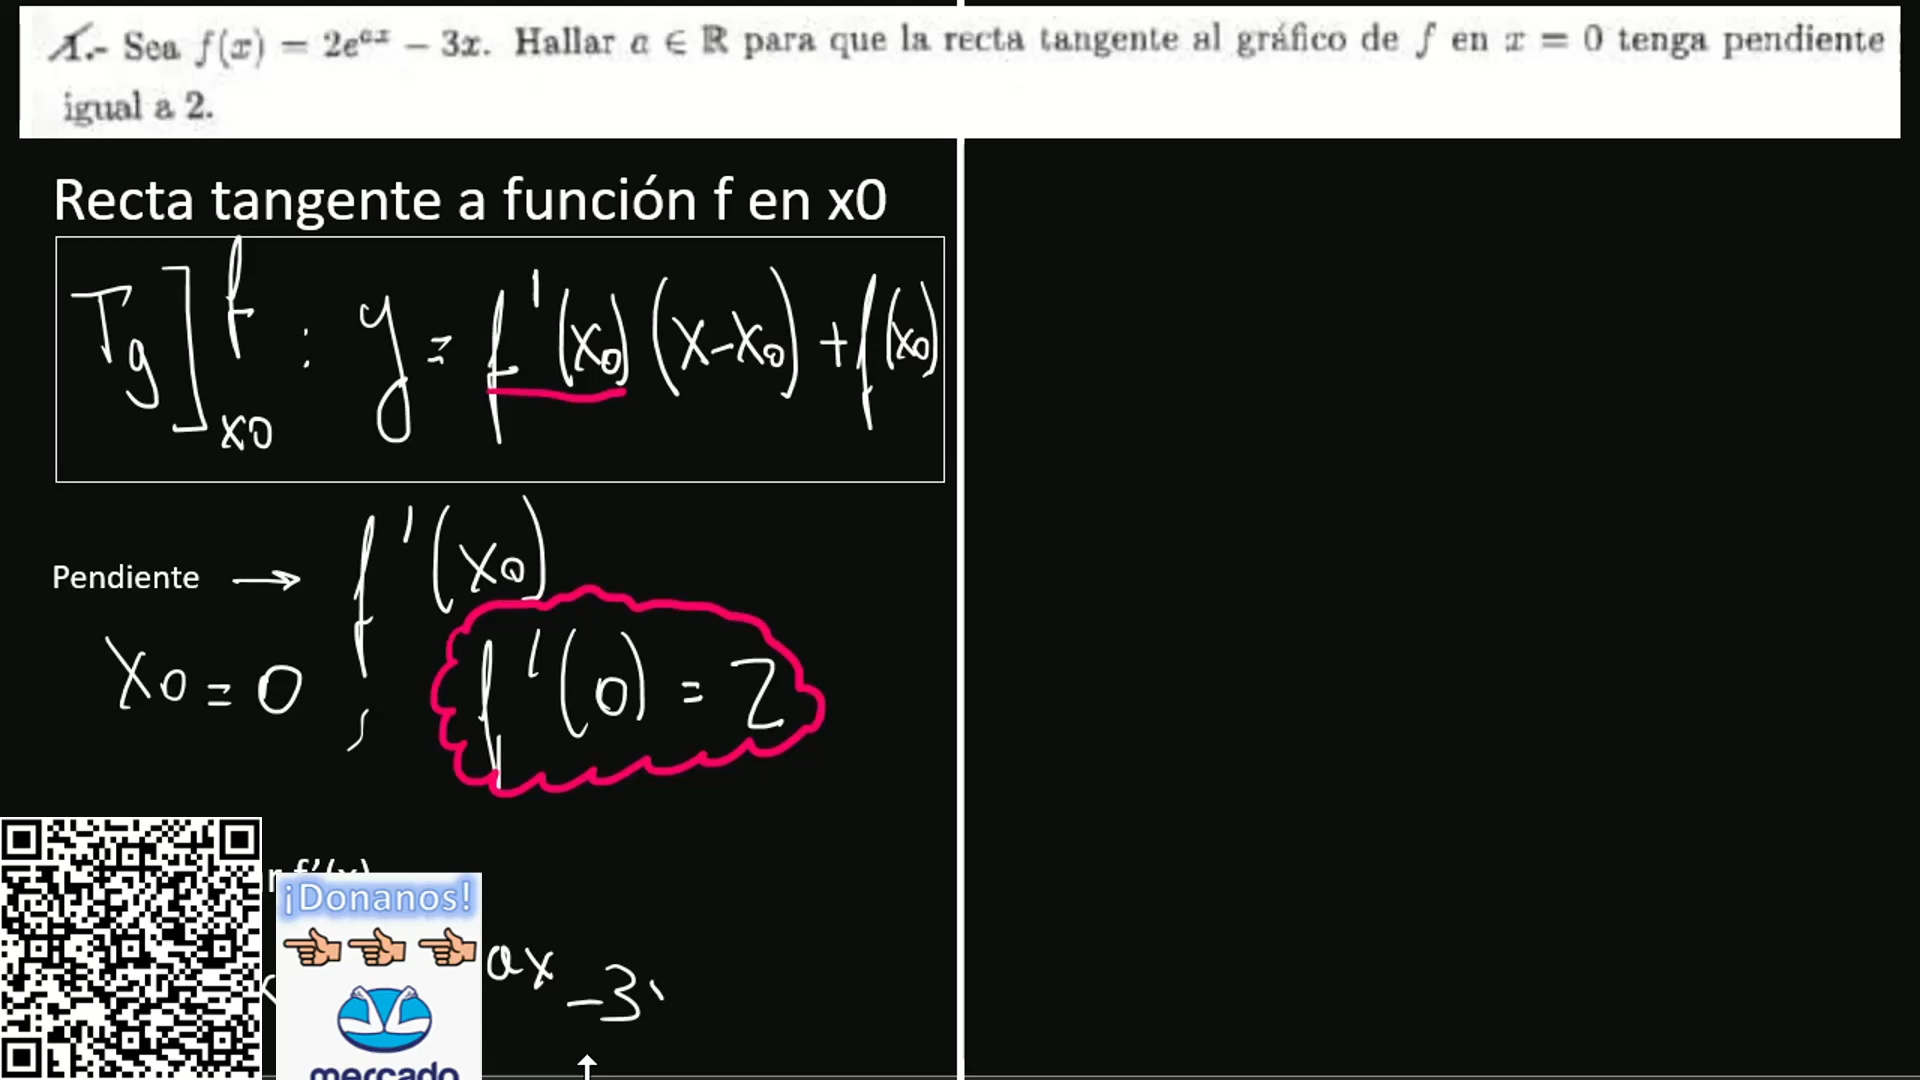 1.- Sea f(x) = 2e^{ax} − 3x. Hallar a ∈ ℝ para que la recta tangente al gráfico de f en x = 0 tenga pendiente
igual a 2.
Recta tangente a función f en x0
Tg]^f_{x0} : y = f'(x0) (x-x0) + f(x0)
Pendiente → f'(x0)
x0 = 0 ; f'(0) = 2
f'(x)
¡Donanos!
ax -3
mercado